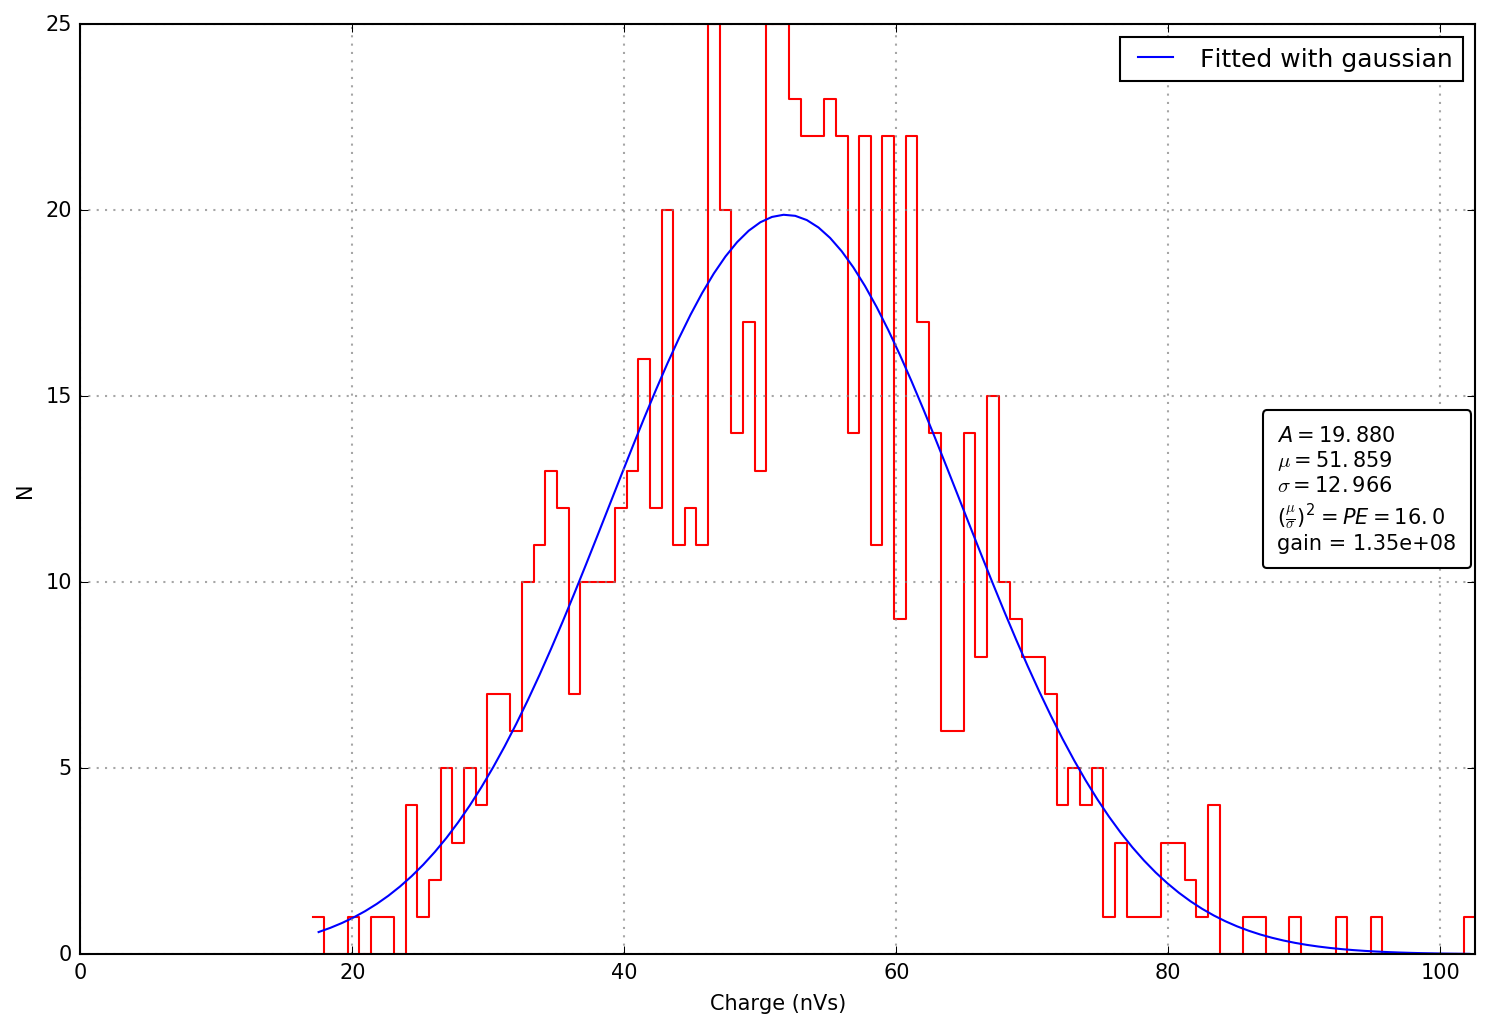 25
20
15
10
5
0
N
0 20 40 60 80 100
Charge (nVs)
Fitted with gaussian
A = 19.880
μ = 51.859
σ = 12.966
(μ/σ)² = PE = 16.0
gain = 1.35e+08